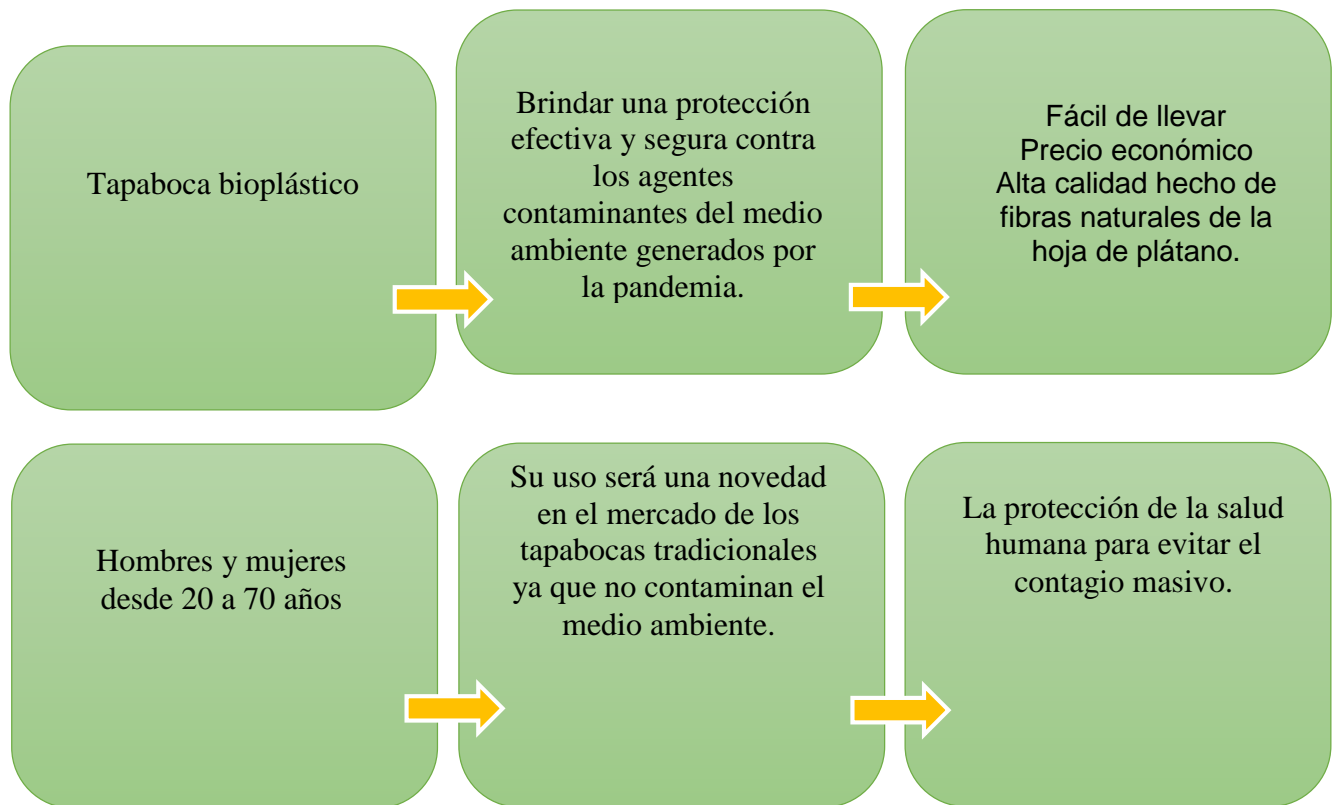 Tapaboca bioplástico
Brindar una protección
efectiva y segura contra
los agentes
contaminantes del medio
ambiente generados por
la pandemia.
Fácil de llevar
Precio económico
Alta calidad hecho de
fibras naturales de la
hoja de plátano.
Hombres y mujeres
desde 20 a 70 años
Su uso será una novedad
en el mercado de los
tapabocas tradicionales
ya que no contaminan el
medio ambiente.
La protección de la salud
humana para evitar el
contagio masivo.